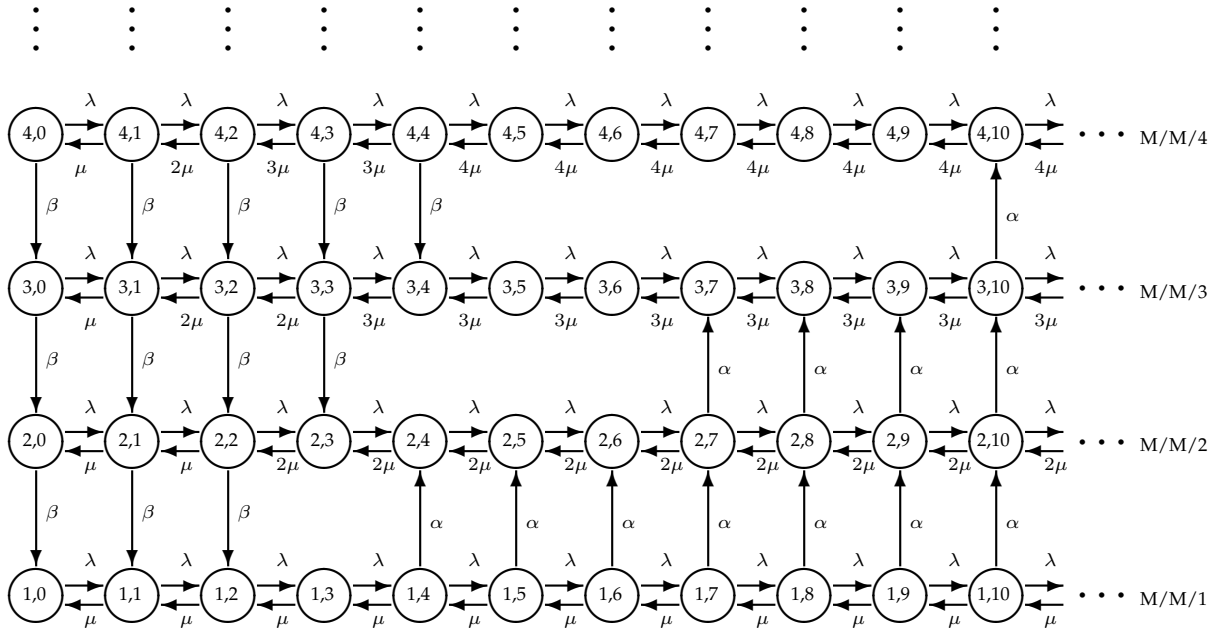 λ λ λ λ λ λ λ λ λ λ λ
4,0 4,1 4,2 4,3 4,4 4,5 4,6 4,7 4,8 4,9 4,10 M/M/4
μ 2μ 3μ 3μ 4μ 4μ 4μ 4μ 4μ 4μ 4μ
β β β β β α
λ λ λ λ λ λ λ λ λ λ λ
3,0 3,1 3,2 3,3 3,4 3,5 3,6 3,7 3,8 3,9 3,10 M/M/3
μ 2μ 2μ 3μ 3μ 3μ 3μ 3μ 3μ 3μ 3μ
β β β β α α α α
λ λ λ λ λ λ λ λ λ λ λ
2,0 2,1 2,2 2,3 2,4 2,5 2,6 2,7 2,8 2,9 2,10 M/M/2
μ μ 2μ 2μ 2μ 2μ 2μ 2μ 2μ 2μ 2μ
β β β α α α α α α α
λ λ λ λ λ λ λ λ λ λ λ
1,0 1,1 1,2 1,3 1,4 1,5 1,6 1,7 1,8 1,9 1,10 M/M/1
μ μ μ μ μ μ μ μ μ μ μ